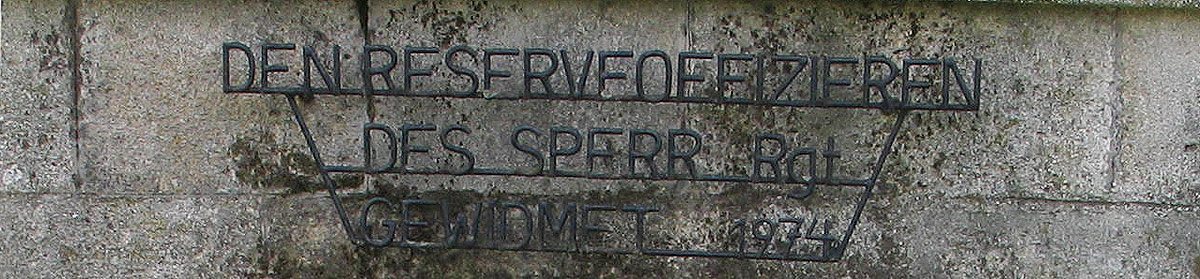 DEN RESERVEOFFIZIEREN
DES SPERR Rgt
GEWIDMET 1974